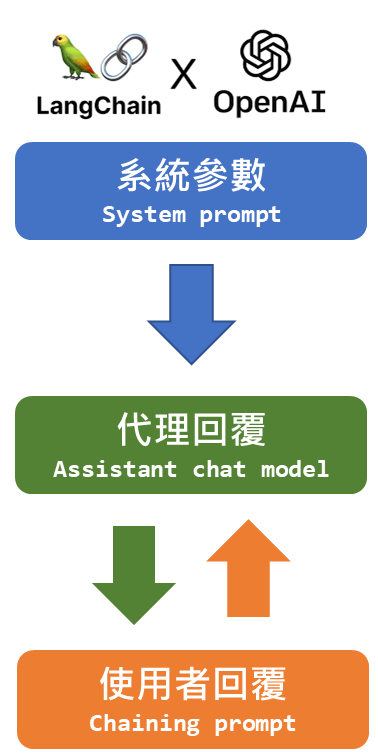 LangChain X OpenAI
系統參數
System prompt
代理回覆
Assistant chat model
使用者回覆
Chaining prompt